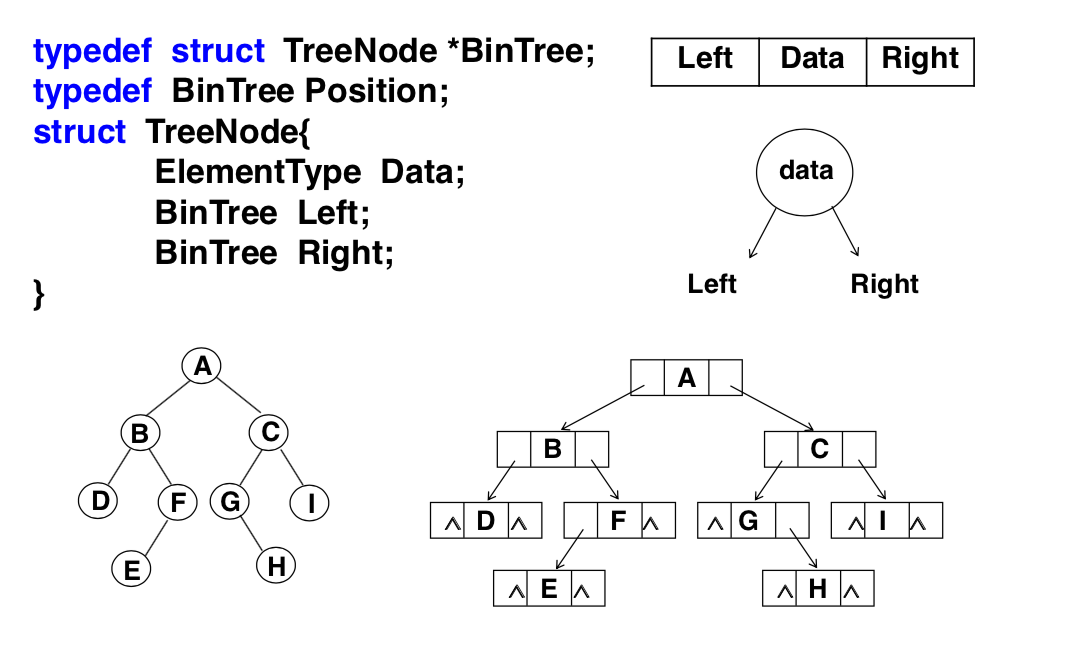 typedef struct TreeNode *BinTree;
typedef BinTree Position;
struct TreeNode{
ElementType Data;
BinTree Left;
BinTree Right;
}
Left Data Right
data
Left Right
A
B C
D F G I
E H
A
B C
∧ D ∧ F ∧ ∧ G ∧ I ∧
∧ E ∧ ∧ H ∧